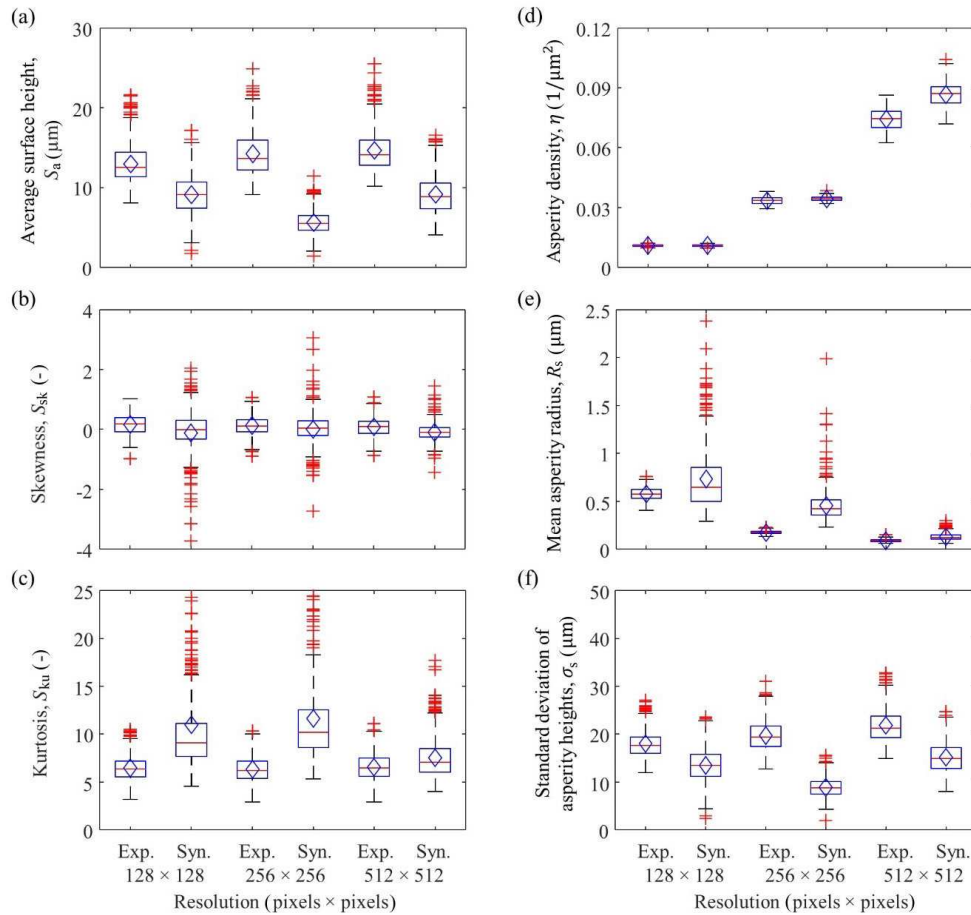 (a)
30
20
10
0
Average surface height,
Sa (μm)
(b)
4
2
0
-2
-4
Skewness, Ssk (-)
(c)
25
20
15
10
5
0
Kurtosis, Sku (-)
Exp. Syn. Exp. Syn. Exp. Syn.
128 × 128 256 × 256 512 × 512
Resolution (pixels × pixels)
(d)
0.12
0.09
0.06
0.03
0
Asperity density, η (1/μm²)
(e)
2.5
2
1.5
1
0.5
0
Mean asperity radius, Rs (μm)
(f)
50
40
30
20
10
0
Standard deviation of
asperity heights, σs (μm)
Exp. Syn. Exp. Syn. Exp. Syn.
128 × 128 256 × 256 512 × 512
Resolution (pixels × pixels)